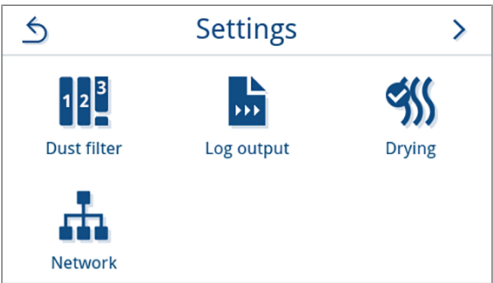 Settings
1 2 3
Dust filter
Log output
Drying
Network